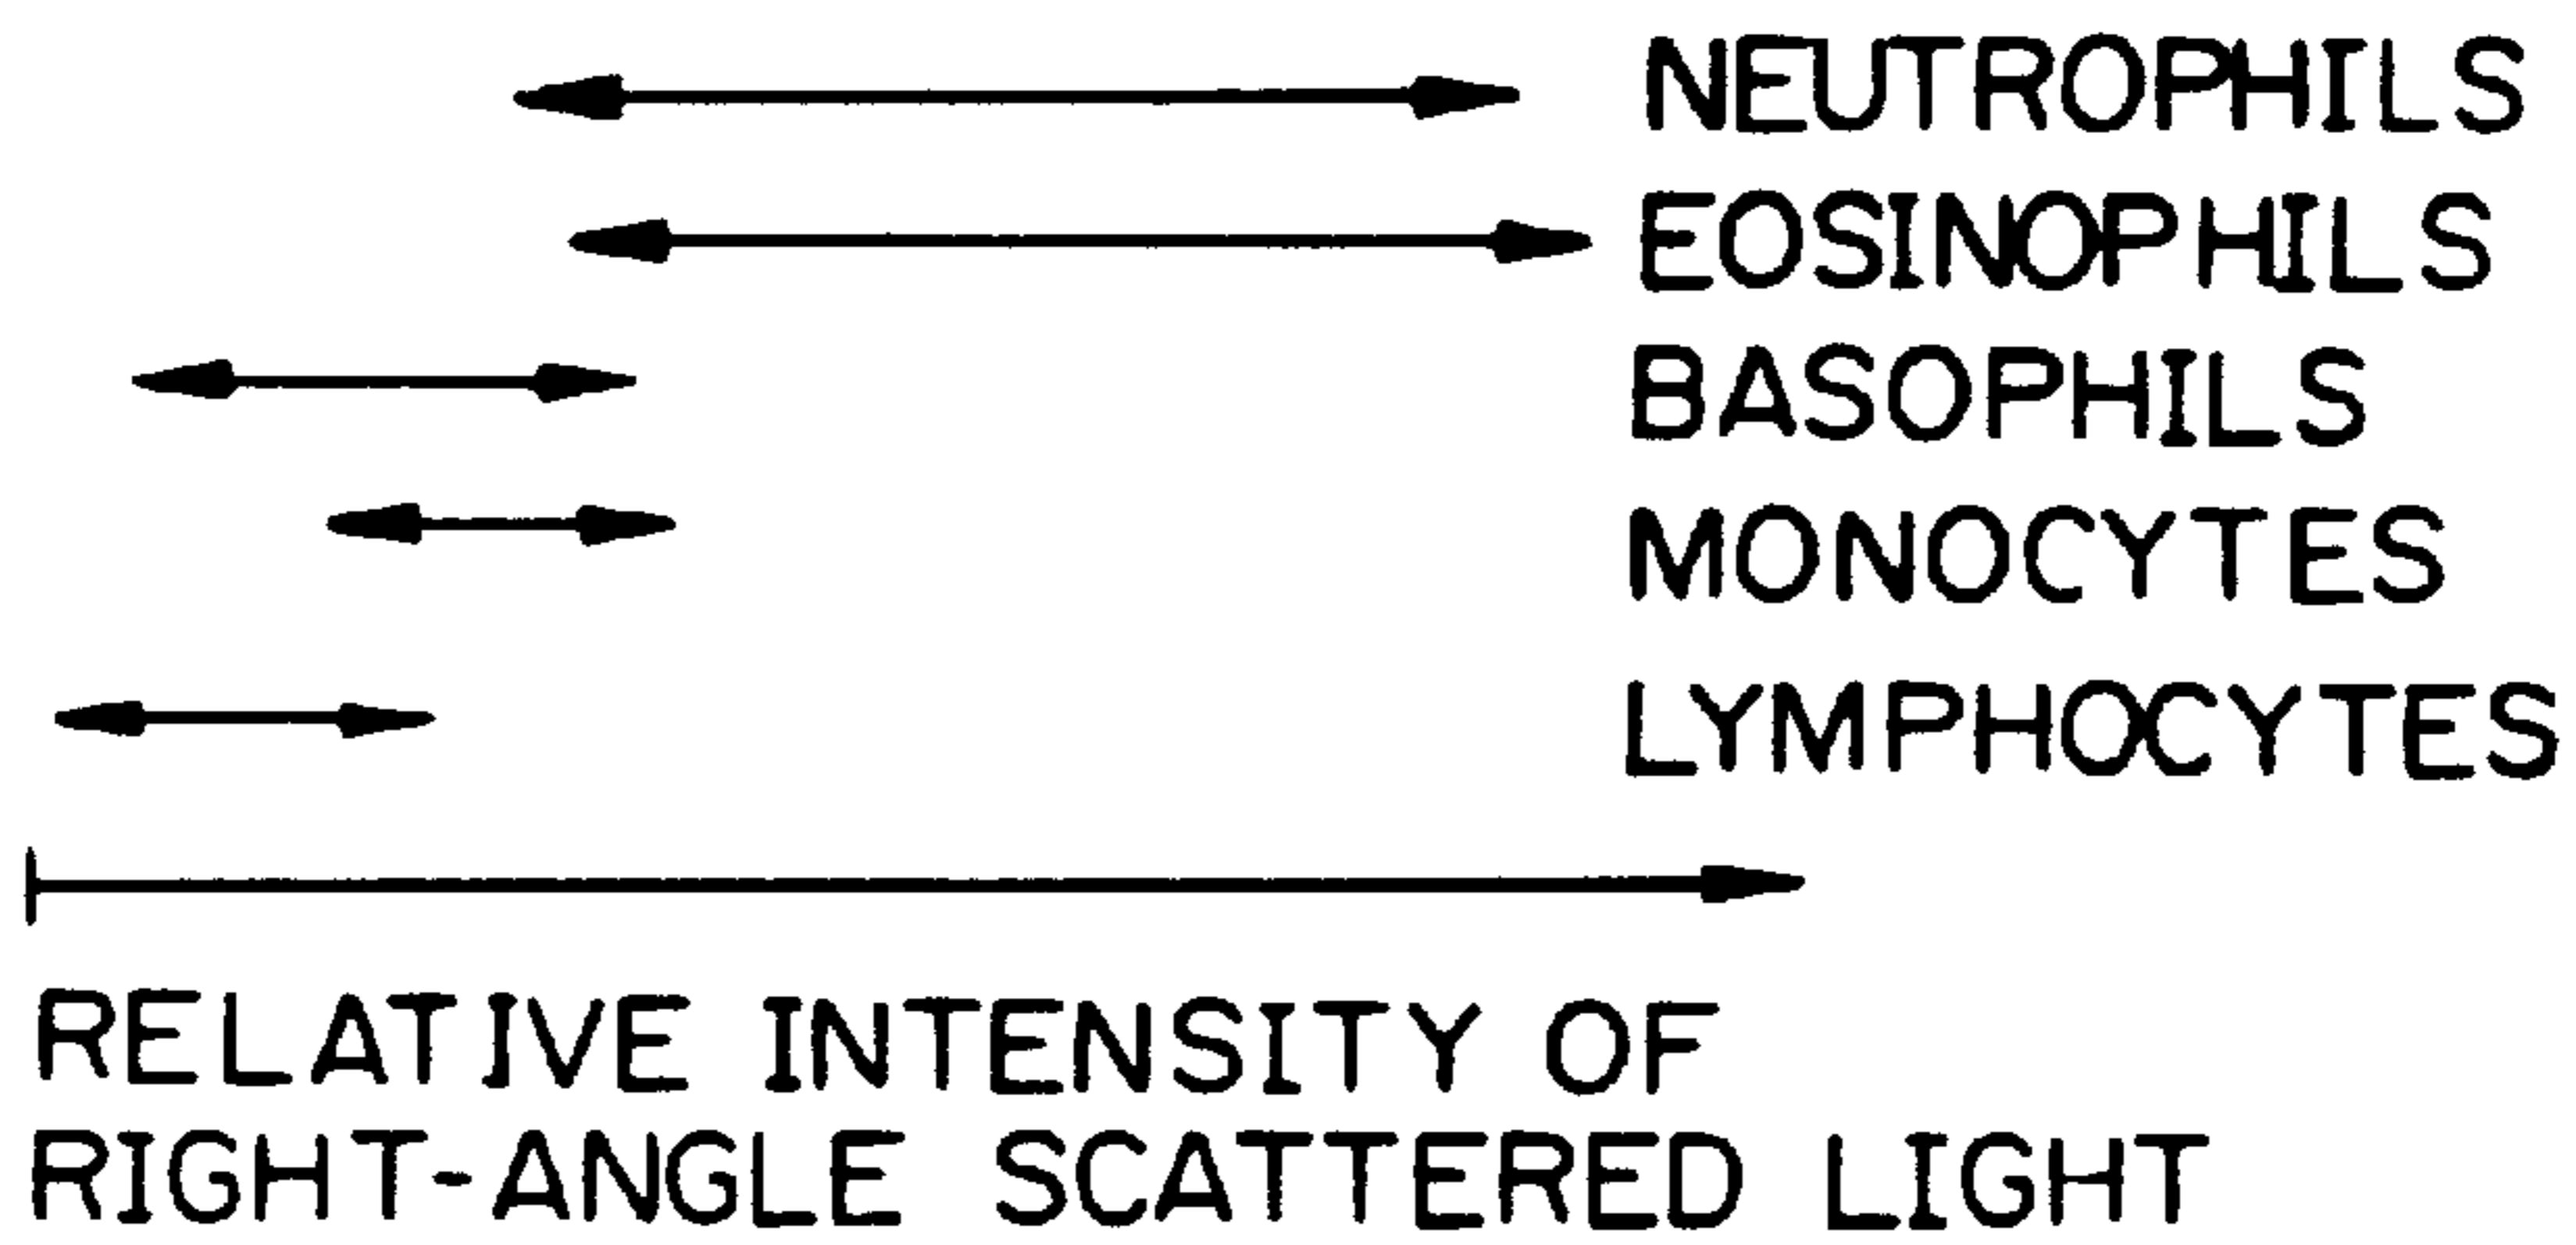 NEUTROPHILS
EOSINOPHILS
BASOPHILS
MONOCYTES
LYMPHOCYTES
RELATIVE INTENSITY OF
RIGHT-ANGLE SCATTERED LIGHT